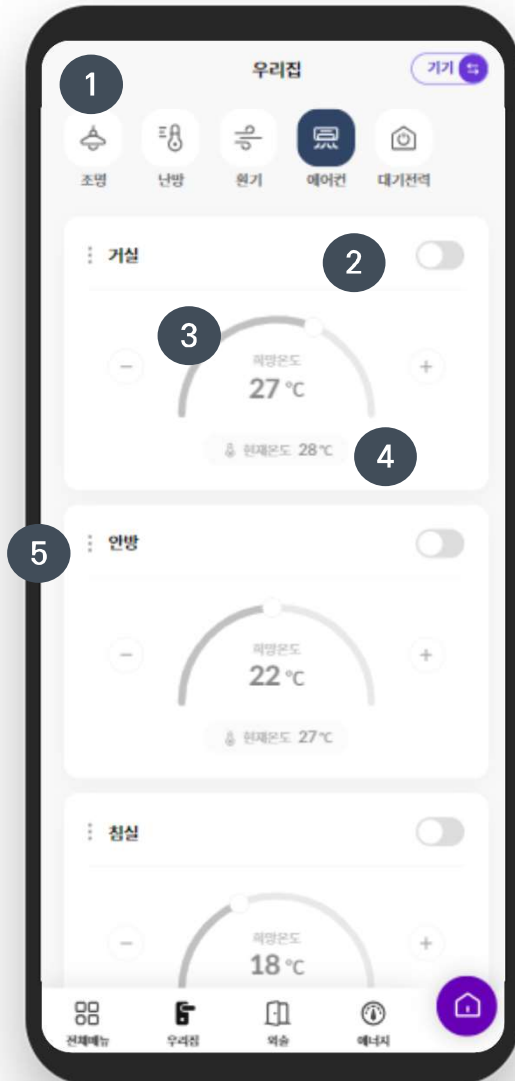 우리집
기기
1
조명 난방 환기 에어컨 대기전력
거실
2
3
희망온도
27 °C
현재온도 28℃
4
5
안방
희망온도
22 °C
현재온도 27℃
침실
희망온도
18 °C
전체메뉴 우리집 외출 에너지